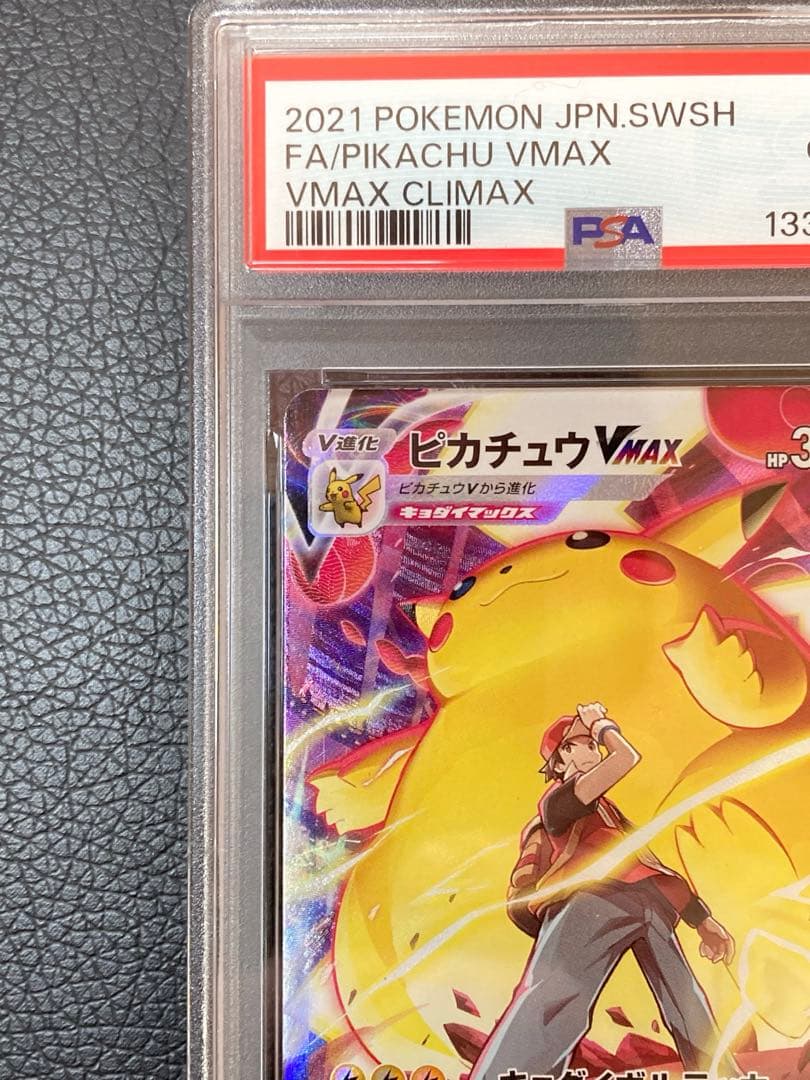 2021 POKEMON JPN.SWSH
FA/PIKACHU VMAX
VMAX CLIMAX
PSA
133
V進化
ピカチュウVMAX
HP 3
ピカチュウVから進化
キョダイマックス